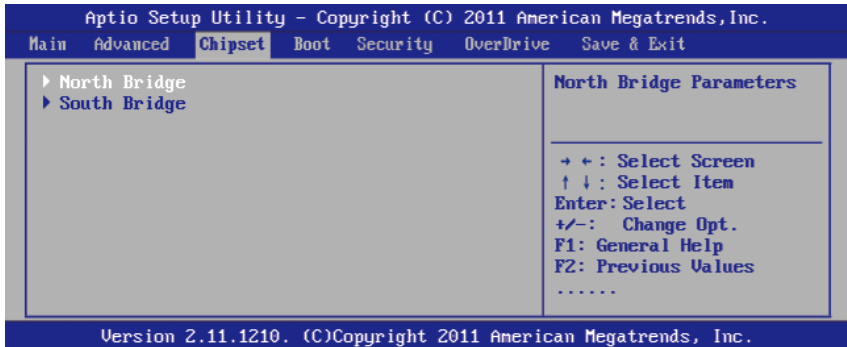 Aptio Setup Utility - Copyright (C) 2011 American Megatrends,Inc.
Main Advanced Chipset Boot Security OverDrive Save & Exit
North Bridge
South Bridge
North Bridge Parameters
→ ←: Select Screen
↑ ↓: Select Item
Enter: Select
+/-: Change Opt.
F1: General Help
F2: Previous Values
......
Version 2.11.1210. (C)Copyright 2011 American Megatrends, Inc.